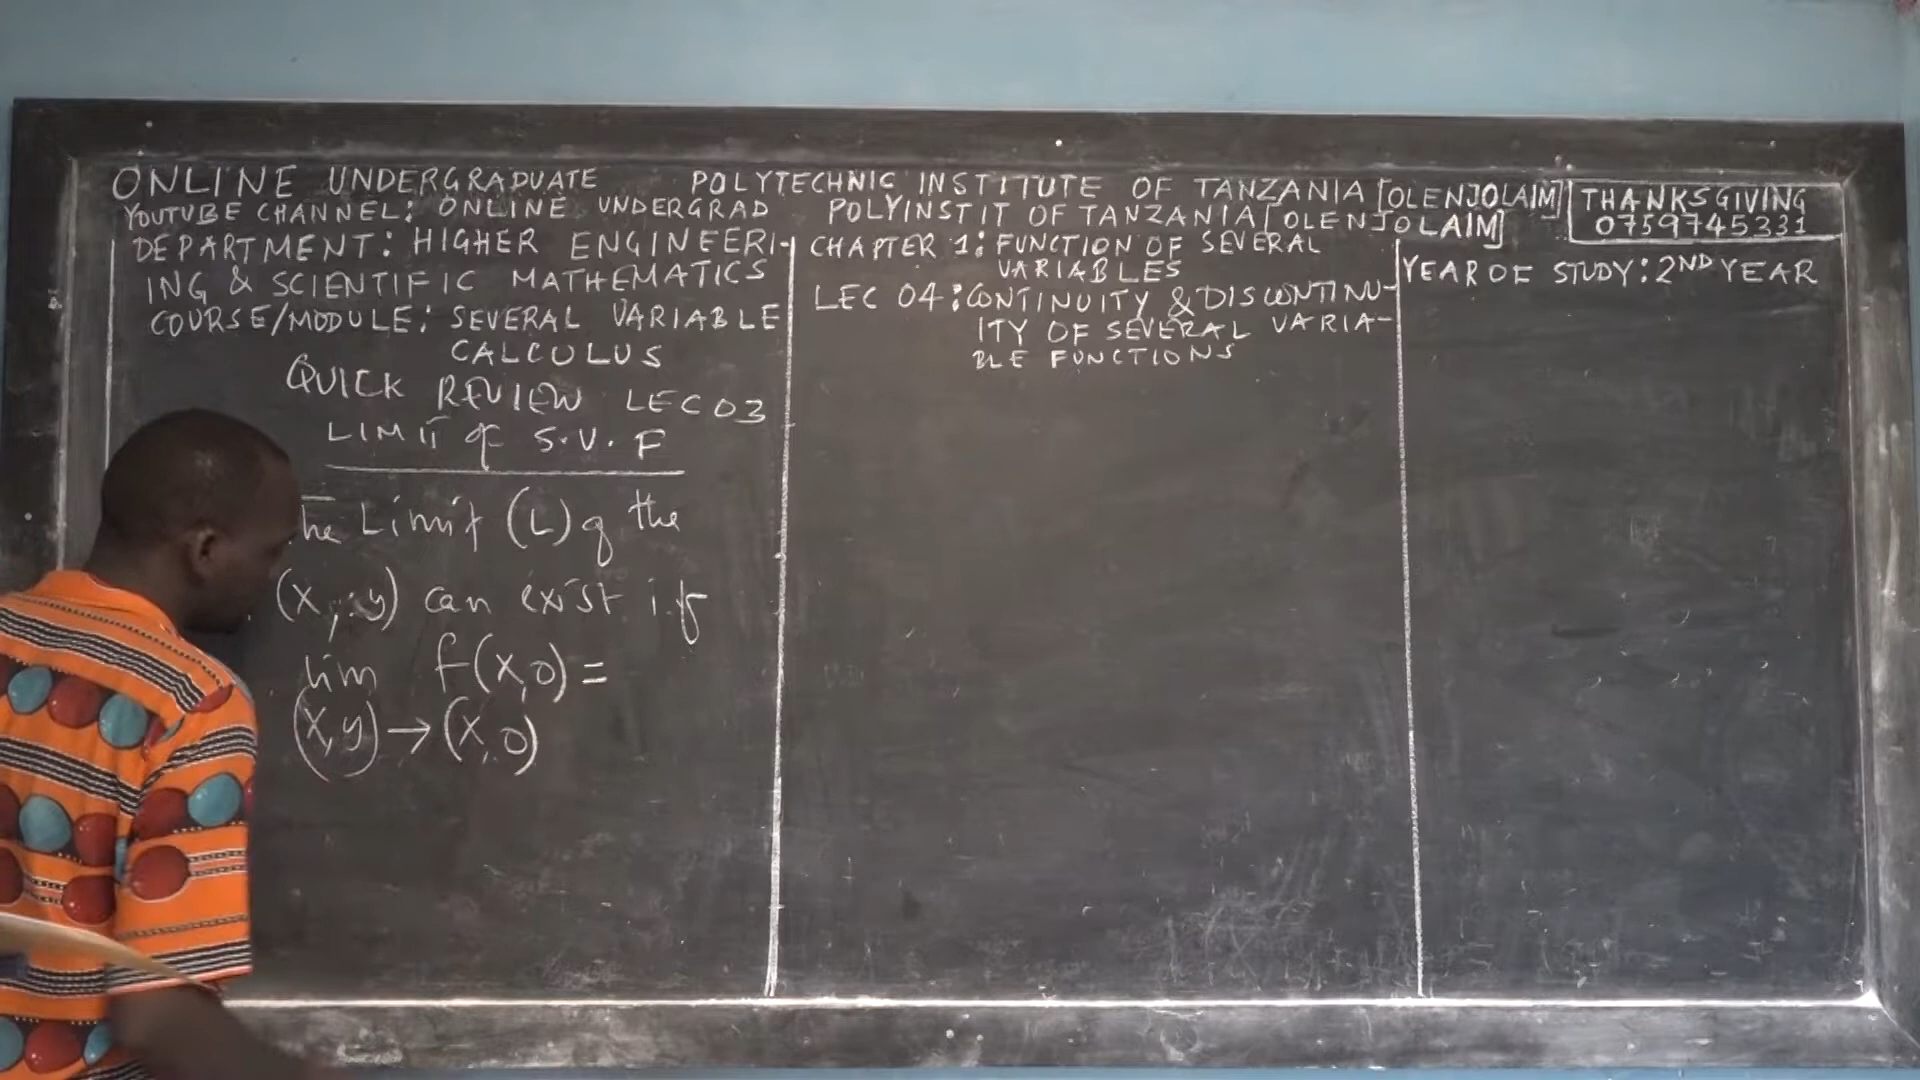 ONLINE UNDERGRADUATE POLYTECHNIC INSTITUTE OF TANZANIA [OLENJOLAIM]
YOUTUBE CHANNEL: ONLINE UNDERGRAD POLYINSTIT OF TANZANIA [OLENJOLAIM]
THANKSGIVING
0759745331
DEPARTMENT: HIGHER ENGINEERI-
ING & SCIENTIFIC MATHEMATICS
COURSE/MODULE: SEVERAL VARIABLE
CALCULUS
QUICK REVIEW LEC 03
LIMIT of S.V.F
he Limit (L) of the
(x, y) can exist if
lim f(x,0) =
(x,y) → (x,0)
CHAPTER 1: FUNCTION OF SEVERAL
VARIABLES
LEC 04: CONTINUITY & DISCONTINU-
ITY OF SEVERAL VARIA-
BLE FUNCTIONS
YEAR OF STUDY: 2ND YEAR